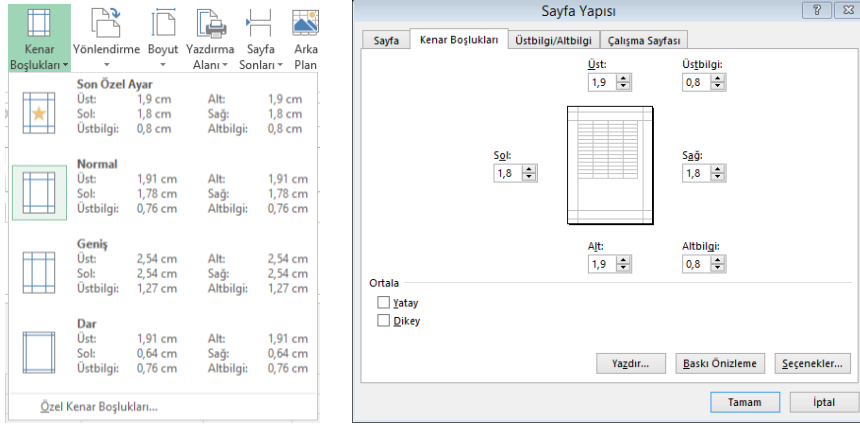 Kenar Boşlukları
Yönlendirme
Boyut
Yazdırma Alanı
Sayfa Sonları
Arka Plan
Son Özel Ayar
Üst: 1,9 cm Alt: 1,9 cm
Sol: 1,8 cm Sağ: 1,8 cm
Üstbilgi: 0,8 cm Altbilgi: 0,8 cm
Normal
Üst: 1,91 cm Alt: 1,91 cm
Sol: 1,78 cm Sağ: 1,78 cm
Üstbilgi: 0,76 cm Altbilgi: 0,76 cm
Geniş
Üst: 2,54 cm Alt: 2,54 cm
Sol: 2,54 cm Sağ: 2,54 cm
Üstbilgi: 1,27 cm Altbilgi: 1,27 cm
Dar
Üst: 1,91 cm Alt: 1,91 cm
Sol: 0,64 cm Sağ: 0,64 cm
Üstbilgi: 0,76 cm Altbilgi: 0,76 cm
Özel Kenar Boşlukları...
Sayfa Yapısı
?
Sayfa Kenar Boşlukları Üstbilgi/Altbilgi Çalışma Sayfası
Üst: Üstbilgi:
1,9 0,8
Sol: Sağ:
1,8 1,8
Alt: Altbilgi:
1,9 0,8
Ortala
Yatay
Dikey
Yazdır... Baskı Önizleme Seçenekler...
Tamam İptal